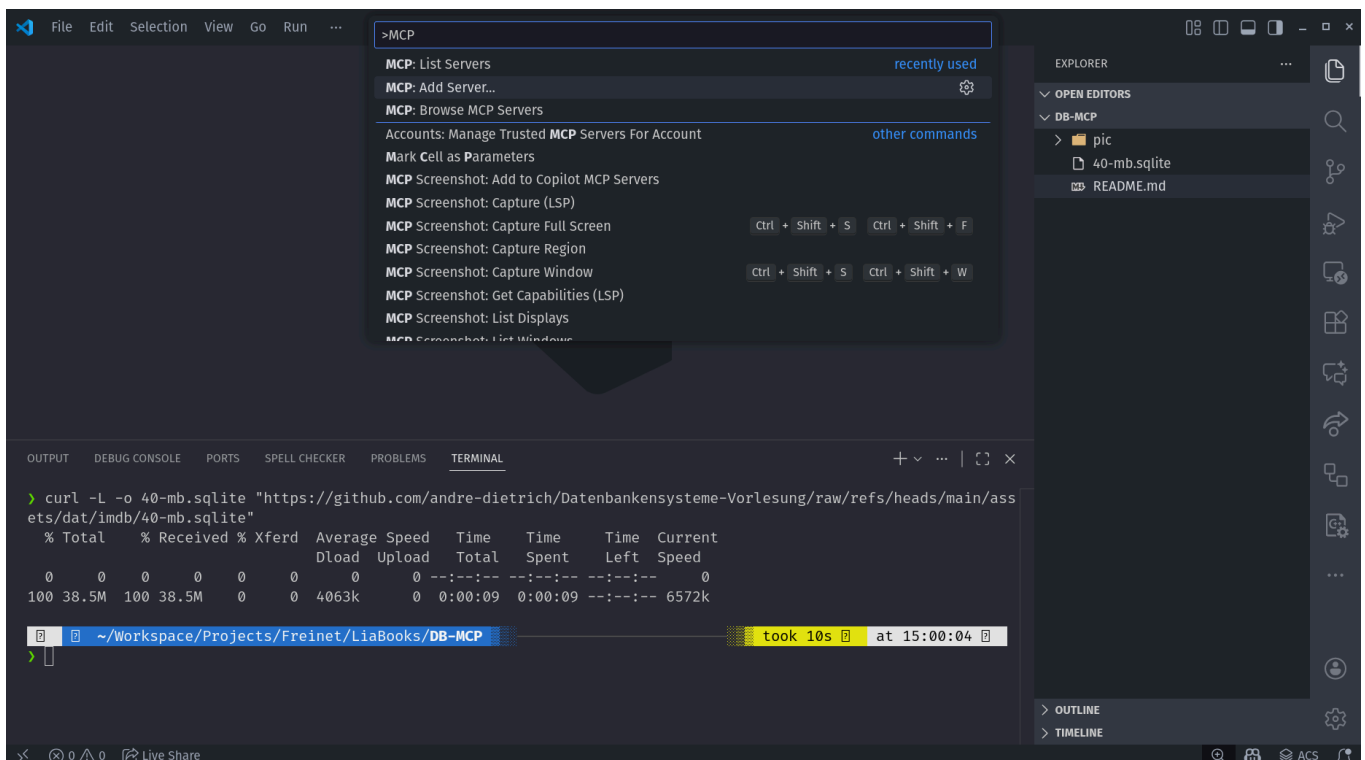 File Edit Selection View Go Run ···
>MCP
MCP: List Servers recently used
MCP: Add Server...
MCP: Browse MCP Servers
Accounts: Manage Trusted MCP Servers For Account other commands
Mark Cell as Parameters
MCP Screenshot: Add to Copilot MCP Servers
MCP Screenshot: Capture (LSP)
MCP Screenshot: Capture Full Screen Ctrl + Shift + S Ctrl + Shift + F
MCP Screenshot: Capture Region
MCP Screenshot: Capture Window Ctrl + Shift + S Ctrl + Shift + W
MCP Screenshot: Get Capabilities (LSP)
MCP Screenshot: List Displays
MCP Screenshot: List Windows
EXPLORER ···
OPEN EDITORS
DB-MCP
pic
40-mb.sqlite
README.md
OUTLINE
TIMELINE
OUTPUT DEBUG CONSOLE PORTS SPELL CHECKER PROBLEMS TERMINAL
❯ curl -L -o 40-mb.sqlite "https://github.com/andre-dietrich/Datenbankensysteme-Vorlesung/raw/refs/heads/main/ass
ets/dat/imdb/40-mb.sqlite"
% Total % Received % Xferd Average Speed Time Time Time Current
Dload Upload Total Spent Left Speed
0 0 0 0 0 0 0 0 --:--:-- --:--:-- --:--:-- 0
100 38.5M 100 38.5M 0 0 4063k 0 0:00:09 0:00:09 --:--:-- 6572k
~/Workspace/Projects/Freinet/LiaBooks/DB-MCP took 10s at 15:00:04
❯
0 0 Live Share ACS